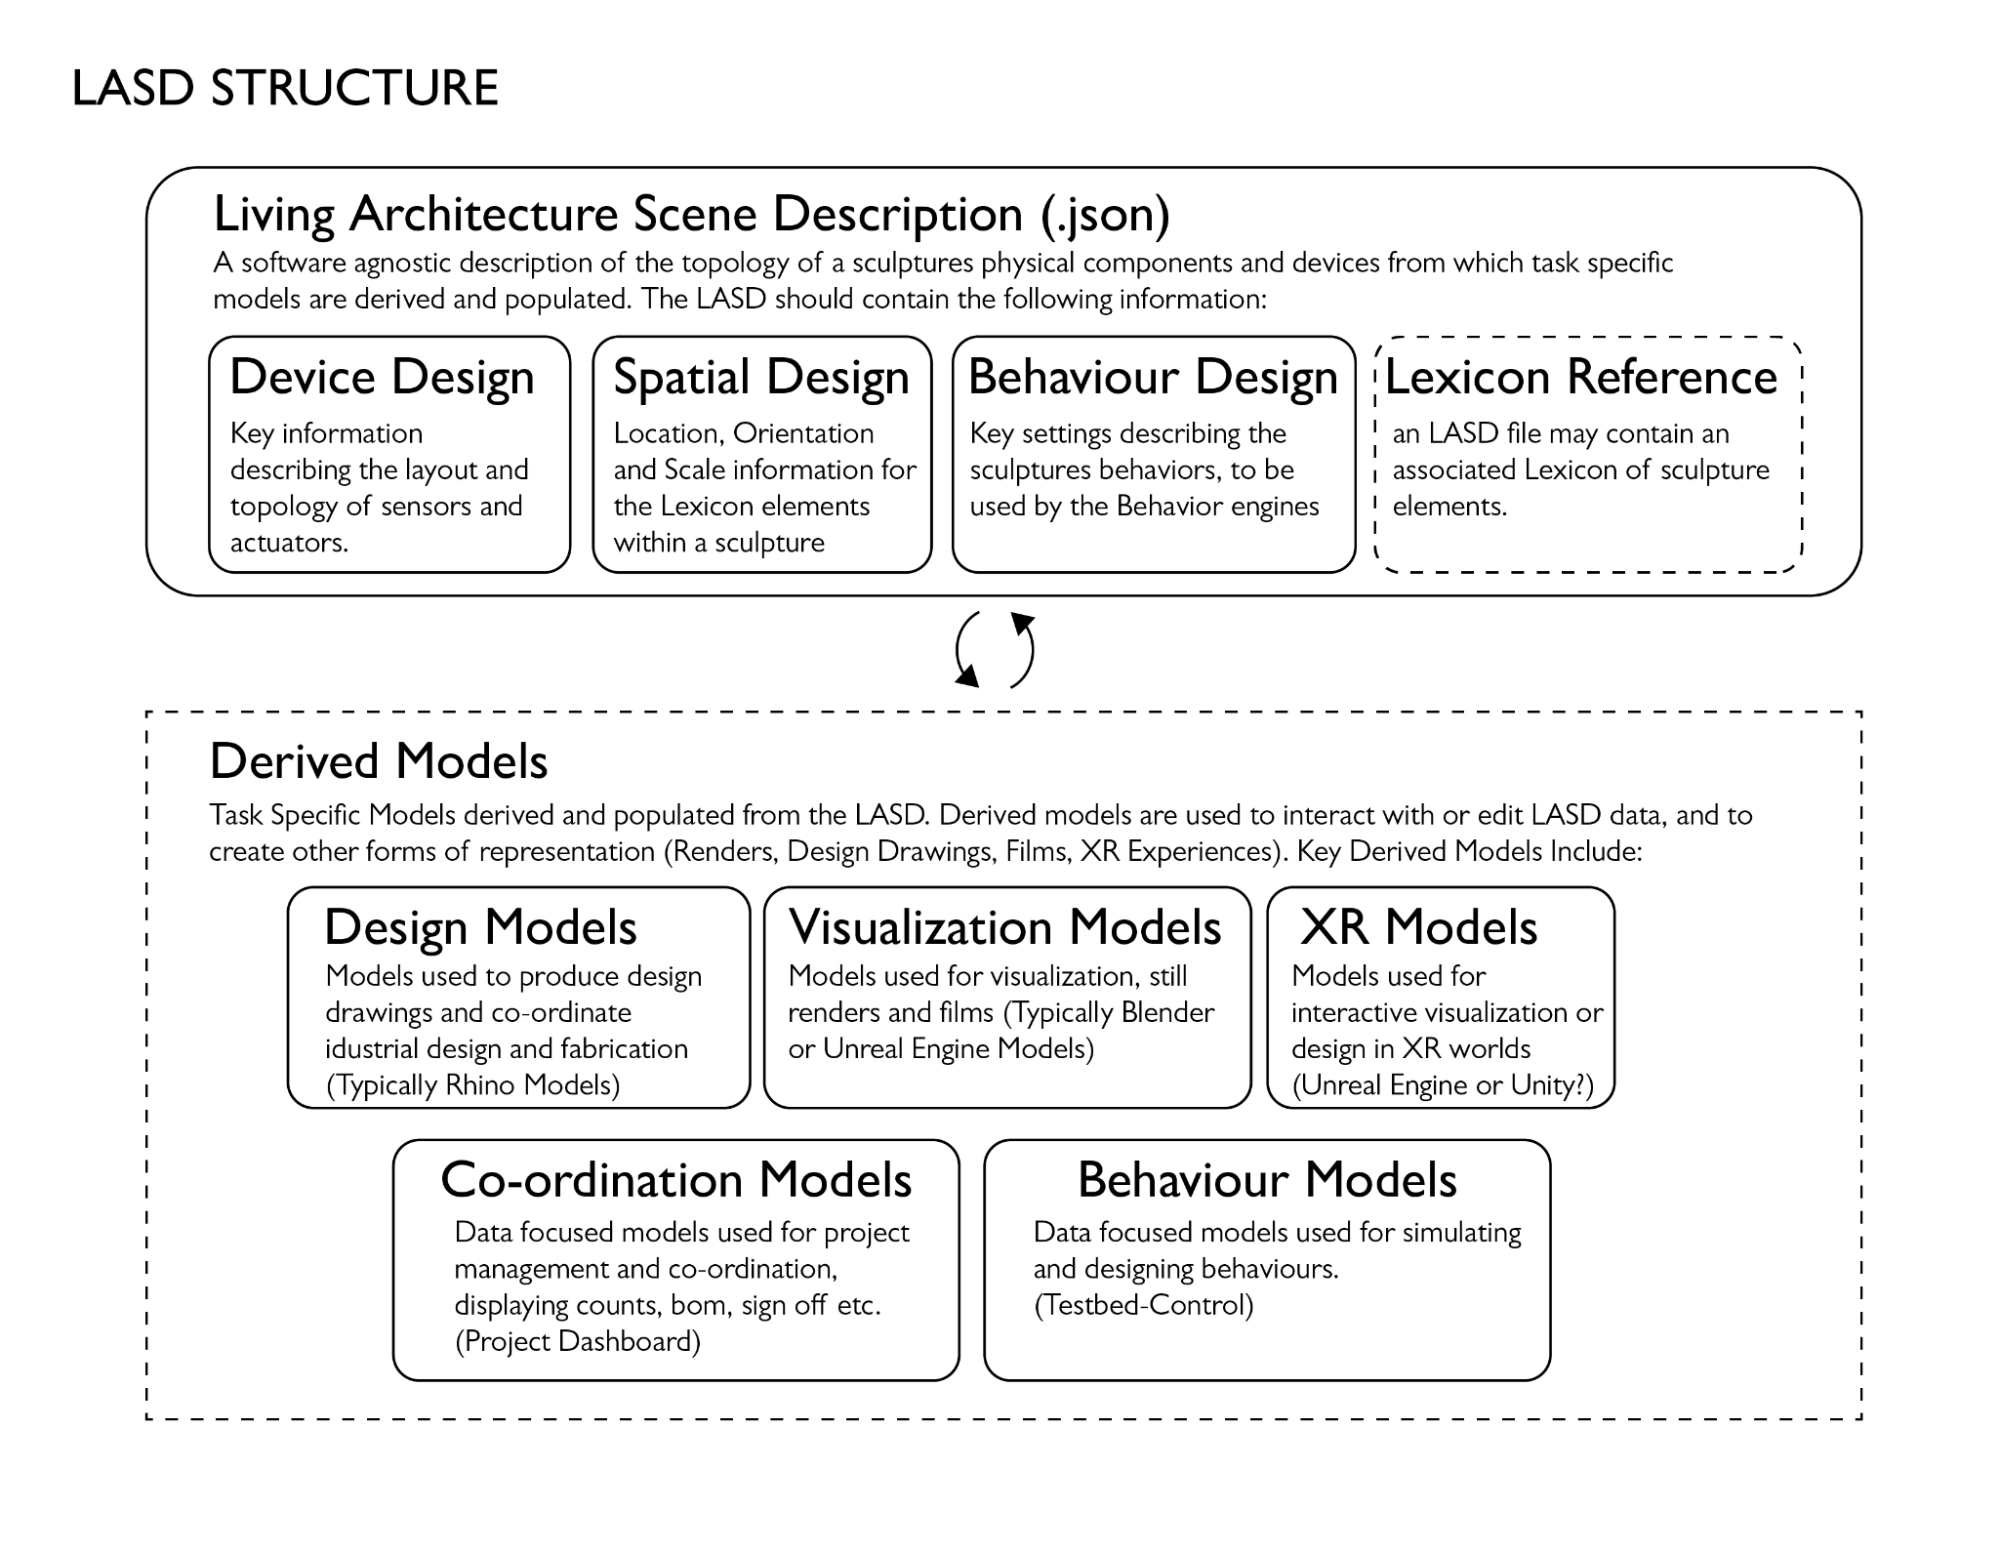 LASD STRUCTURE
Living Architecture Scene Description (.json)
A software agnostic description of the topology of a sculptures physical components and devices from which task specific
models are derived and populated. The LASD should contain the following information:
Device Design
Key information
describing the layout and
topology of sensors and
actuators.
Spatial Design
Location, Orientation
and Scale information for
the Lexicon elements
within a sculpture
Behaviour Design
Key settings describing the
sculptures behaviors, to be
used by the Behavior engines
Lexicon Reference
an LASD file may contain an
associated Lexicon of sculpture
elements.
Derived Models
Task Specific Models derived and populated from the LASD. Derived models are used to interact with or edit LASD data, and to
create other forms of representation (Renders, Design Drawings, Films, XR Experiences). Key Derived Models Include:
Design Models
Models used to produce design
drawings and co-ordinate
idustrial design and fabrication
(Typically Rhino Models)
Visualization Models
Models used for visualization, still
renders and films (Typically Blender
or Unreal Engine Models)
XR Models
Models used for
interactive visualization or
design in XR worlds
(Unreal Engine or Unity?)
Co-ordination Models
Data focused models used for project
management and co-ordination,
displaying counts, bom, sign off etc.
(Project Dashboard)
Behaviour Models
Data focused models used for simulating
and designing behaviours.
(Testbed-Control)